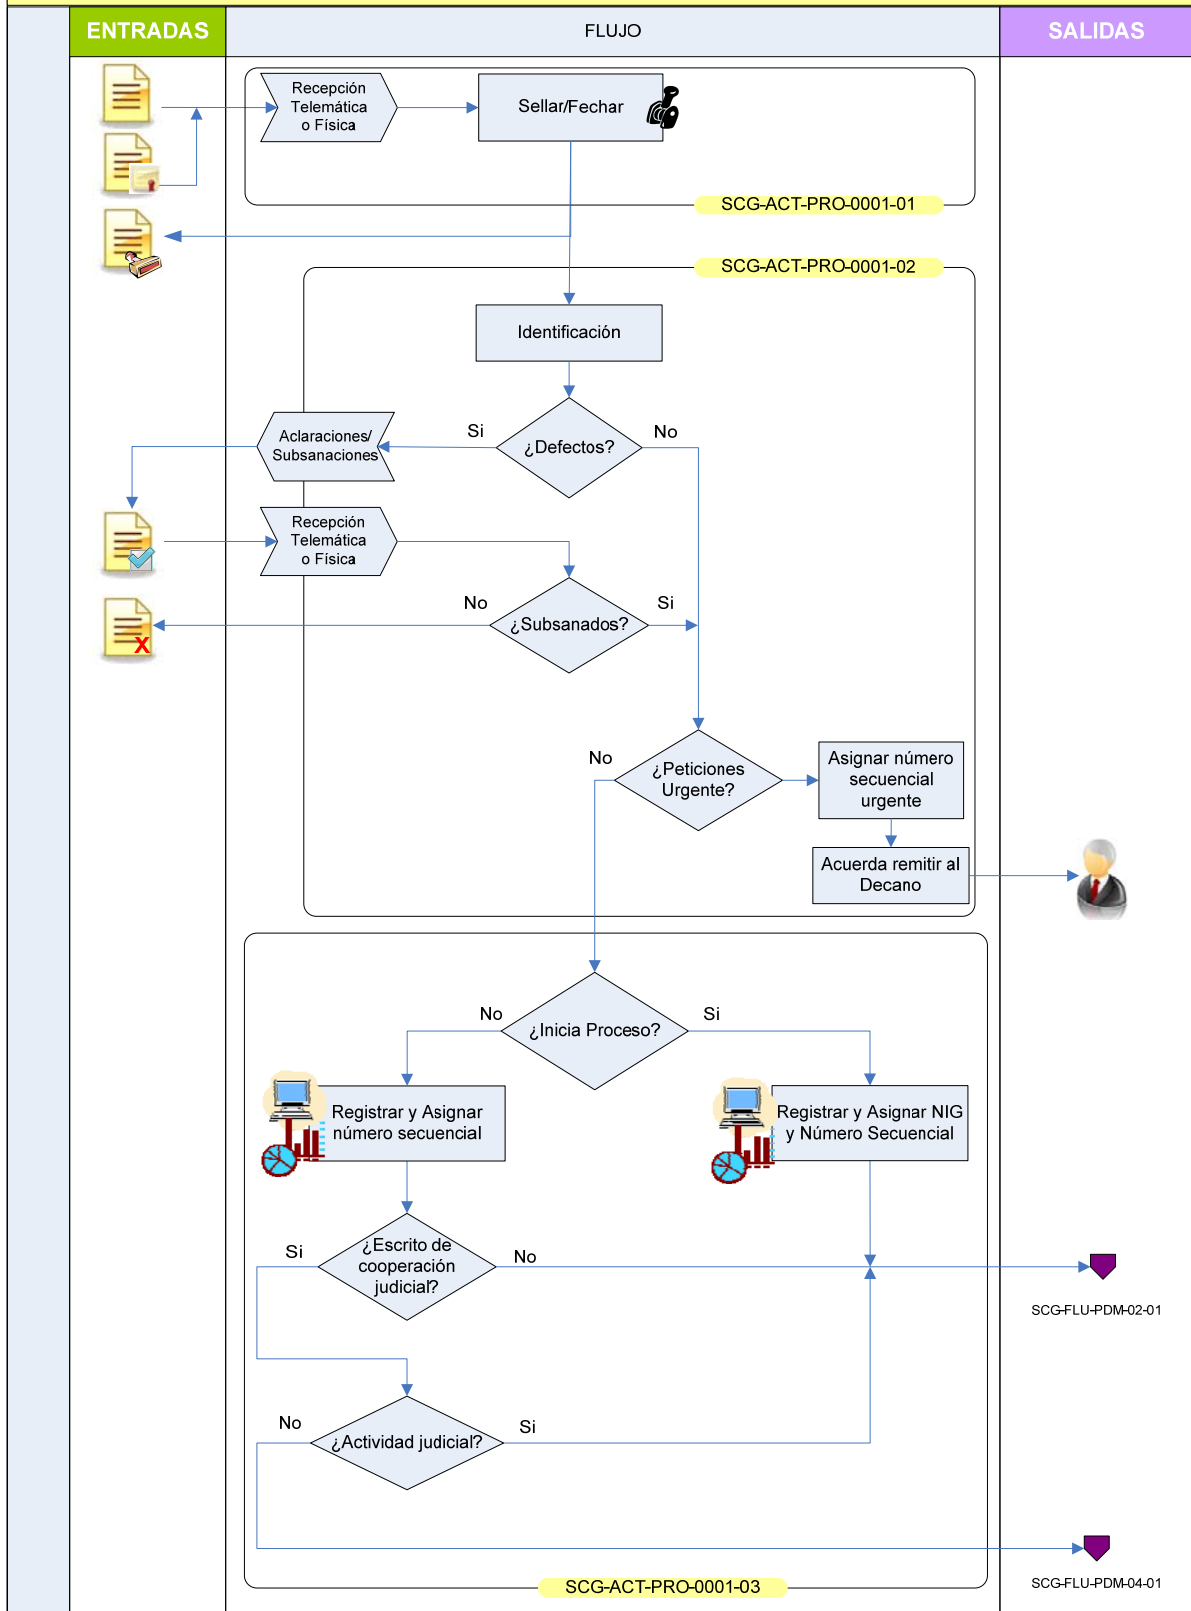 ENTRADAS
FLUJO
SALIDAS
Recepción
Telemática
o Física
Sellar/Fechar
SCG-ACT-PRO-0001-01
SCG-ACT-PRO-0001-02
Identificación
Aclaraciones/
Subsanaciones
Si
¿Defectos?
No
Recepción
Telemática
o Física
No
¿Subsanados?
Si
X
No
¿Peticiones
Urgente?
Asignar número
secuencial
urgente
Acuerda remitir al
Decano
No
¿Inicia Proceso?
Si
Registrar y Asignar
número secuencial
Registrar y Asignar NIG
y Número Secuencial
Si
¿Escrito de
cooperación
judicial?
No
SCG-FLU-PDM-02-01
No
¿Actividad judicial?
Si
SCG-FLU-PDM-04-01
SCG-ACT-PRO-0001-03